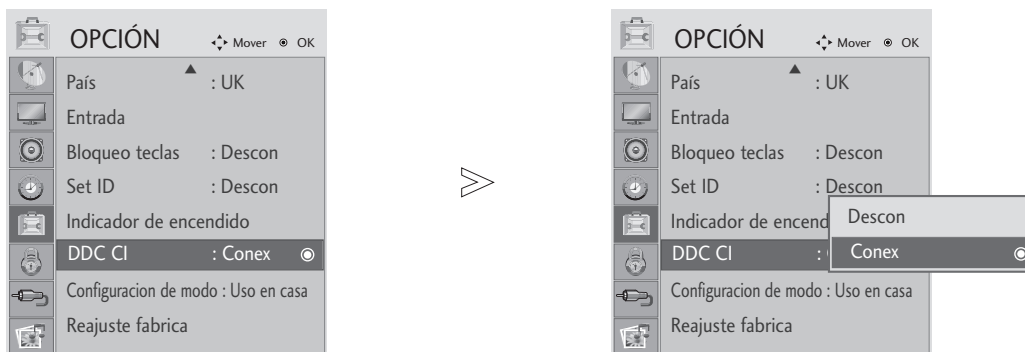 OPCIÓN Mover OK
País : UK
Entrada
Bloqueo teclas : Descon
Set ID : Descon
Indicador de encendido
DDC CI : Conex
Configuracion de modo : Uso en casa
Reajuste fabrica
OPCIÓN Mover OK
País : UK
Entrada
Bloqueo teclas : Descon
Set ID : Descon
Indicador de encend
DDC CI :
Descon
Conex
Configuracion de modo : Uso en casa
Reajuste fabrica